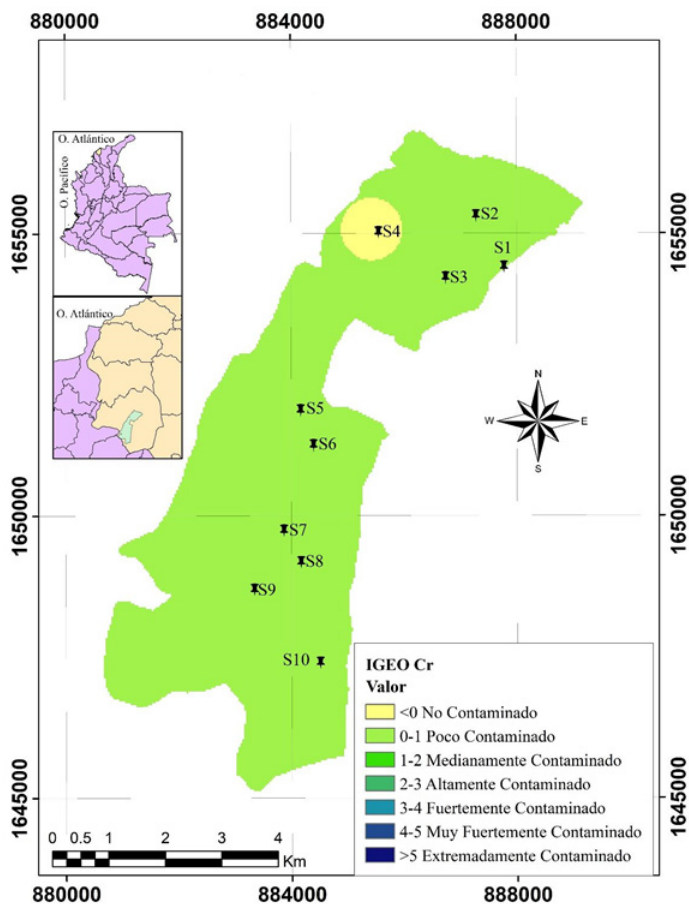 880000 884000 888000
O. Atlántico
O. Pacífico
O. Atlántico
1655000
1655000
1650000
1650000
1645000
1645000
S2
S4
S1
S3
S5
S6
S7
S8
S9
S10
N
W
E
S
IGEO Cr
Valor
<0 No Contaminado
0-1 Poco Contaminado
1-2 Medianamente Contaminado
2-3 Altamente Contaminado
3-4 Fuertemente Contaminado
4-5 Muy Fuertemente Contaminado
>5 Extremadamente Contaminado
0 0.5 1 2 3 4
Km
880000 884000 888000